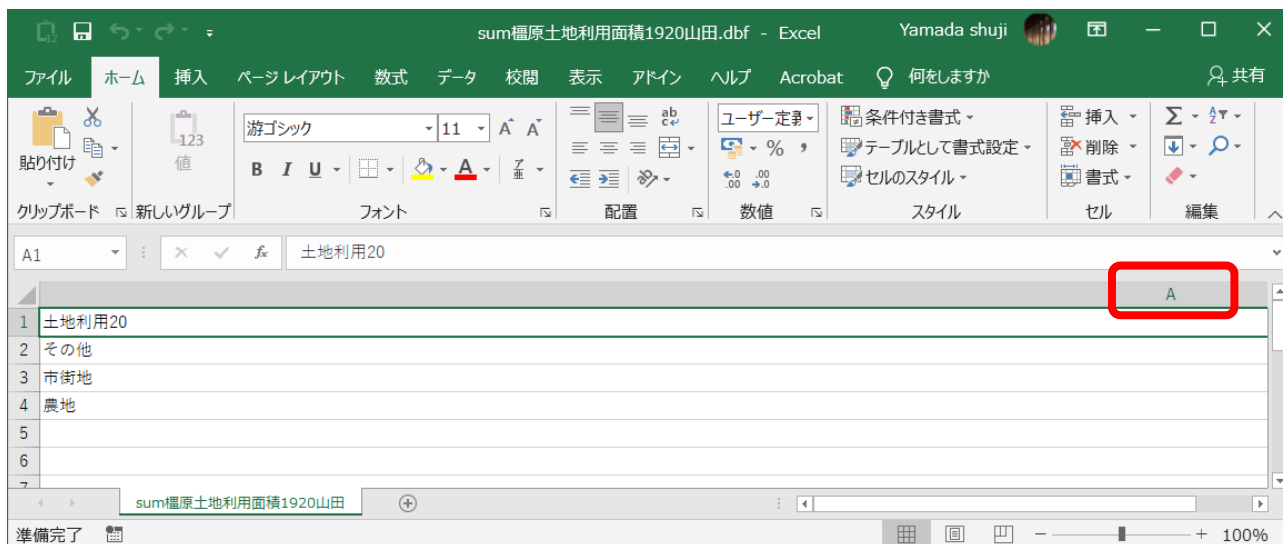 sum橿原土地利用面積1920山田.dbf - Excel Yamada shuji
ファイル ホーム 挿入 ページ レイアウト 数式 データ 校閲 表示 アドイン ヘルプ Acrobat 何をしますか 共有
貼り付け 123 値 游ゴシック 11 A A ab ユーザー定義 条件付き書式 挿入 Σ
B I U A % , テーブルとして書式設定 削除
.00 .0 セルのスタイル 書式
クリップボード 新しいグループ フォント 配置 数値 スタイル セル 編集
A1 fx 土地利用20
A
1 土地利用20
2 その他
3 市街地
4 農地
5
6
7
sum橿原土地利用面積1920山田
準備完了 100%